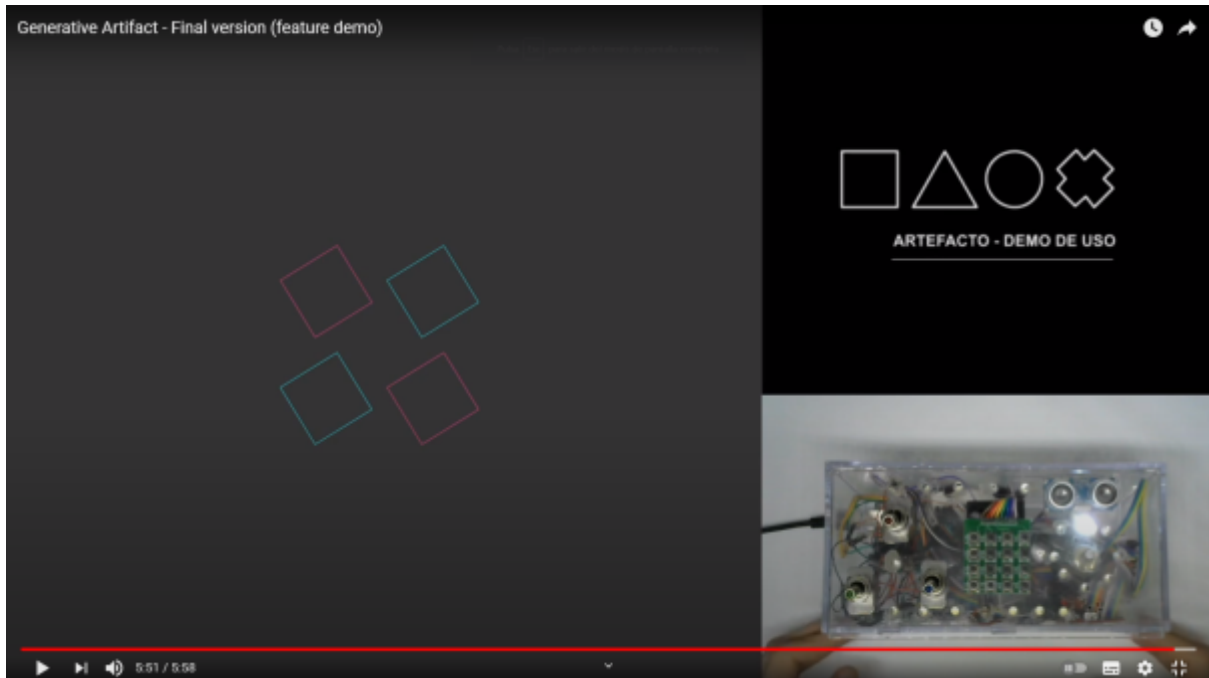 Generative Artifact - Final version (feature demo)
ARTEFACTO - DEMO DE USO
5:51 / 5:58